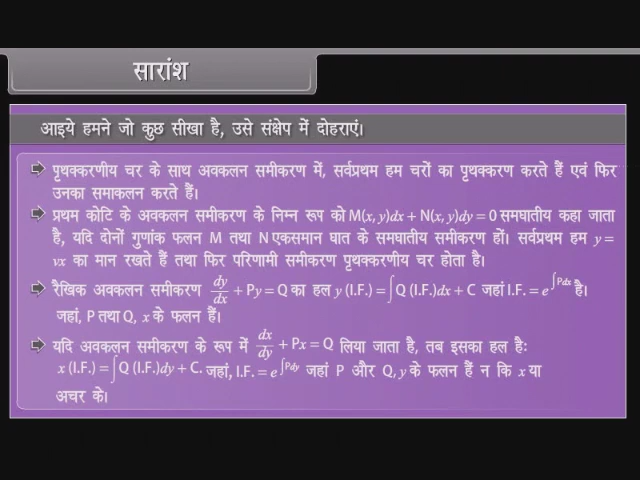 सारांश
आइये हमने जो कुछ सीखा है, उसे संक्षेप में दोहराएं।
पृथक्करणीय चर के साथ अवकलन समीकरण में, सर्वप्रथम हम चरों का पृथक्करण करते हैं एवं फिर
उनका समाकलन करते हैं।
प्रथम कोटि के अवकलन समीकरण के निम्न रूप को M(x, y)dx + N(x, y)dy = 0 समघातीय कहा जाता
है, यदि दोनों गुणांक फलन M तथा N एकसमान घात के समघातीय समीकरण हों। सर्वप्रथम हम y =
vx का मान रखते हैं तथा फिर परिणामी समीकरण पृथक्करणीय चर होता है।
रैखिक अवकलन समीकरण dy/dx + Py = Q का हल y (I.F.) = ∫Q (I.F.)dx + C जहां I.F. = e^∫Pdx है।
जहां, P तथा Q, x के फलन हैं।
यदि अवकलन समीकरण के रूप में dx/dy + Px = Q लिया जाता है, तब इसका हल है:
x (I.F.) = ∫Q (I.F.)dy + C. जहां, I.F. = e^∫Pdy जहां P और Q, y के फलन हैं न कि x या
अचर के।